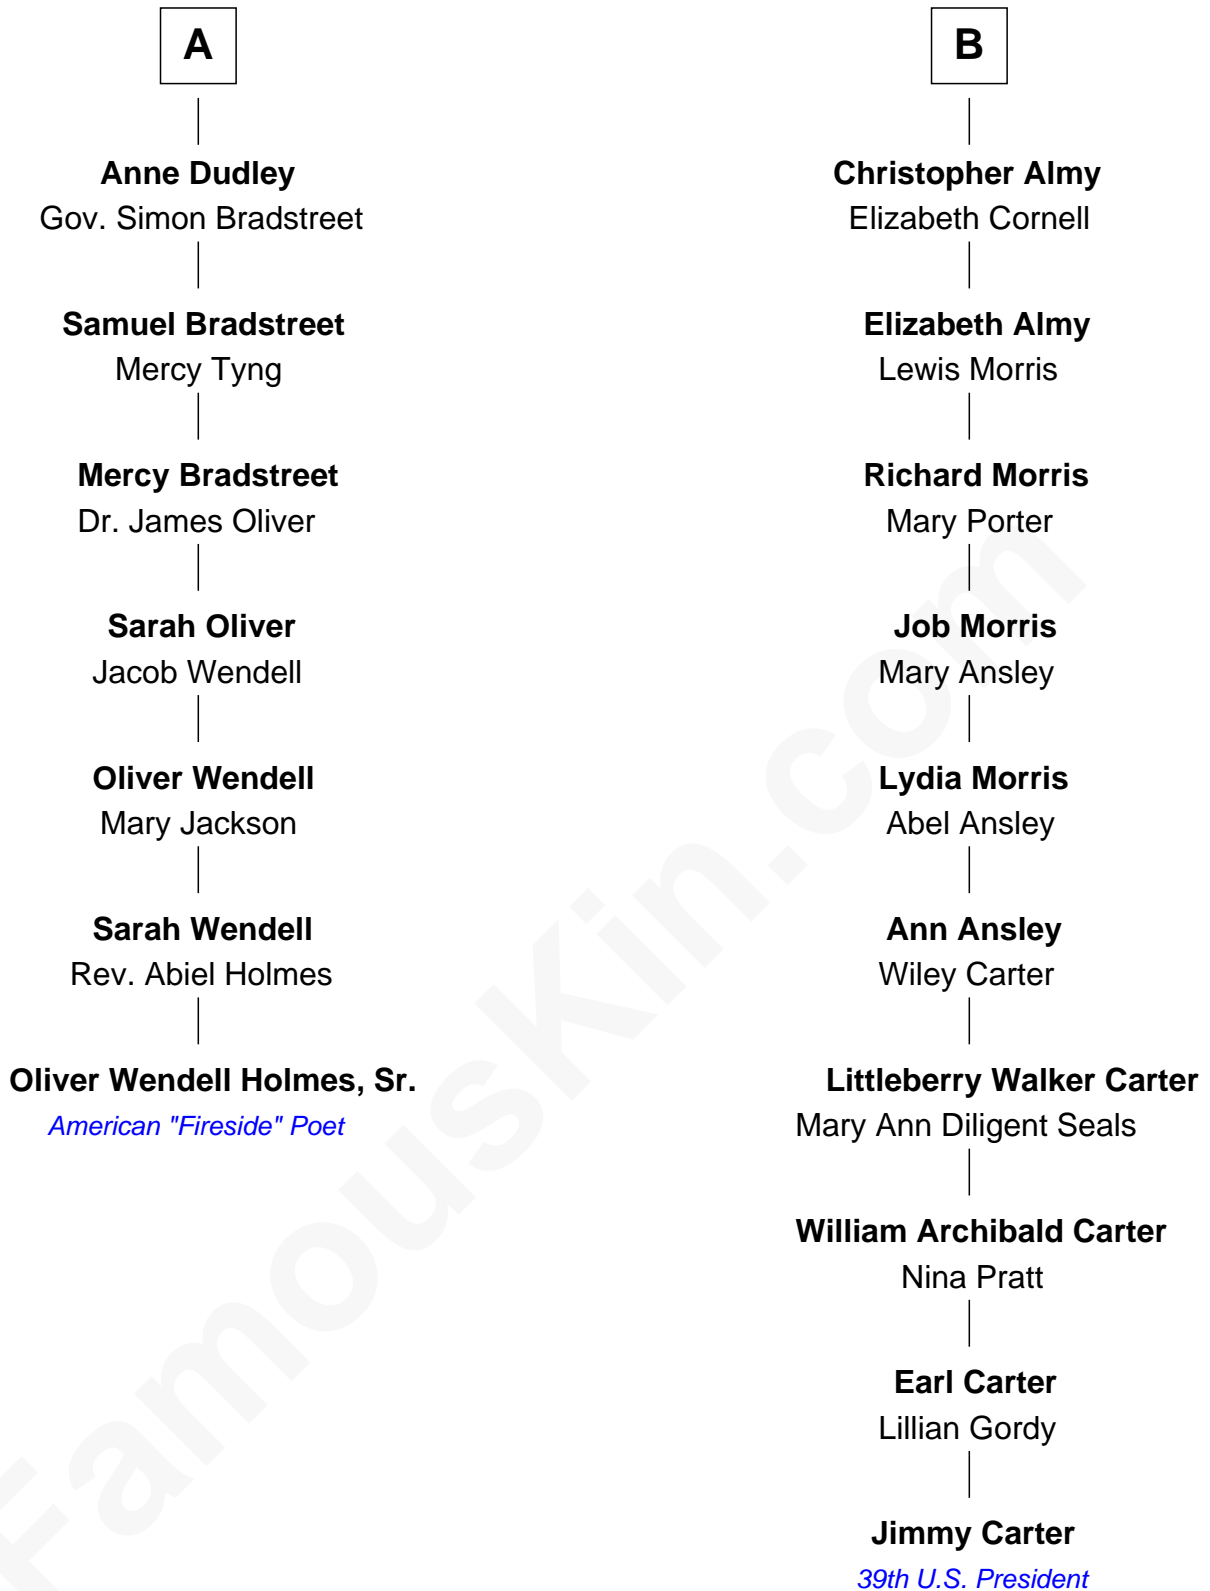 A
Anne Dudley
Gov. Simon Bradstreet
Samuel Bradstreet
Mercy Tyng
Mercy Bradstreet
Dr. James Oliver
Sarah Oliver
Jacob Wendell
Oliver Wendell
Mary Jackson
Sarah Wendell
Rev. Abiel Holmes
Oliver Wendell Holmes, Sr.
American "Fireside" Poet
B
Christopher Almy
Elizabeth Cornell
Elizabeth Almy
Lewis Morris
Richard Morris
Mary Porter
Job Morris
Mary Ansley
Lydia Morris
Abel Ansley
Ann Ansley
Wiley Carter
Littleberry Walker Carter
Mary Ann Diligent Seals
William Archibald Carter
Nina Pratt
Earl Carter
Lillian Gordy
Jimmy Carter
39th U.S. President
FamousKin.com